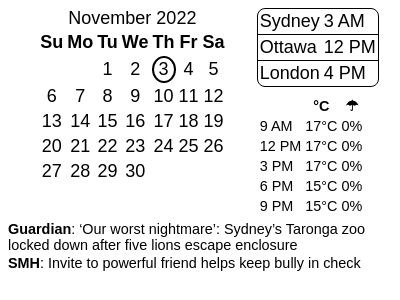 November 2022
Su Mo Tu We Th Fr Sa
1 2 3 4 5
6 7 8 9 10 11 12
13 14 15 16 17 18 19
20 21 22 23 24 25 26
27 28 29 30
Sydney 3 AM
Ottawa 12 PM
London 4 PM
°C ☂
9 AM 17°C 0%
12 PM 17°C 0%
3 PM 17°C 0%
6 PM 15°C 0%
9 PM 15°C 0%
Guardian: ‘Our worst nightmare’: Sydney’s Taronga zoo
locked down after five lions escape enclosure
SMH: Invite to powerful friend helps keep bully in check